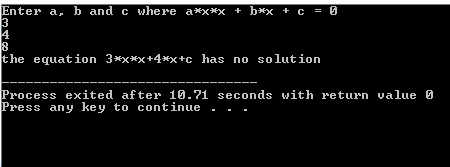 Enter a, b and c where a*x*x + b*x + c = 0
3
4
8
the equation 3*x*x+4*x+c has no solution
--------------------------------
Process exited after 10.71 seconds with return value 0
Press any key to continue . . .